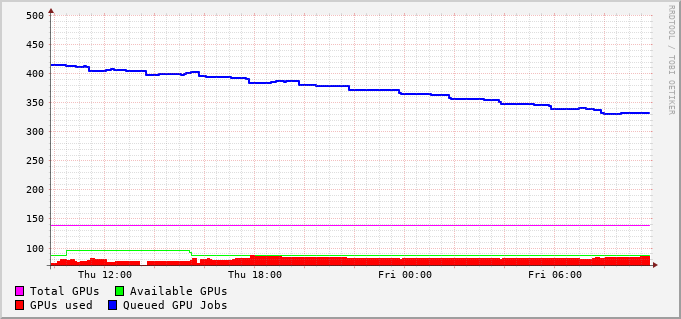 500
450
400
350
300
250
200
150
100
Thu 12:00 Thu 18:00 Fri 00:00 Fri 06:00
Total GPUs Available GPUs
GPUs used Queued GPU Jobs
RRDTOOL / TOBI OETIKER